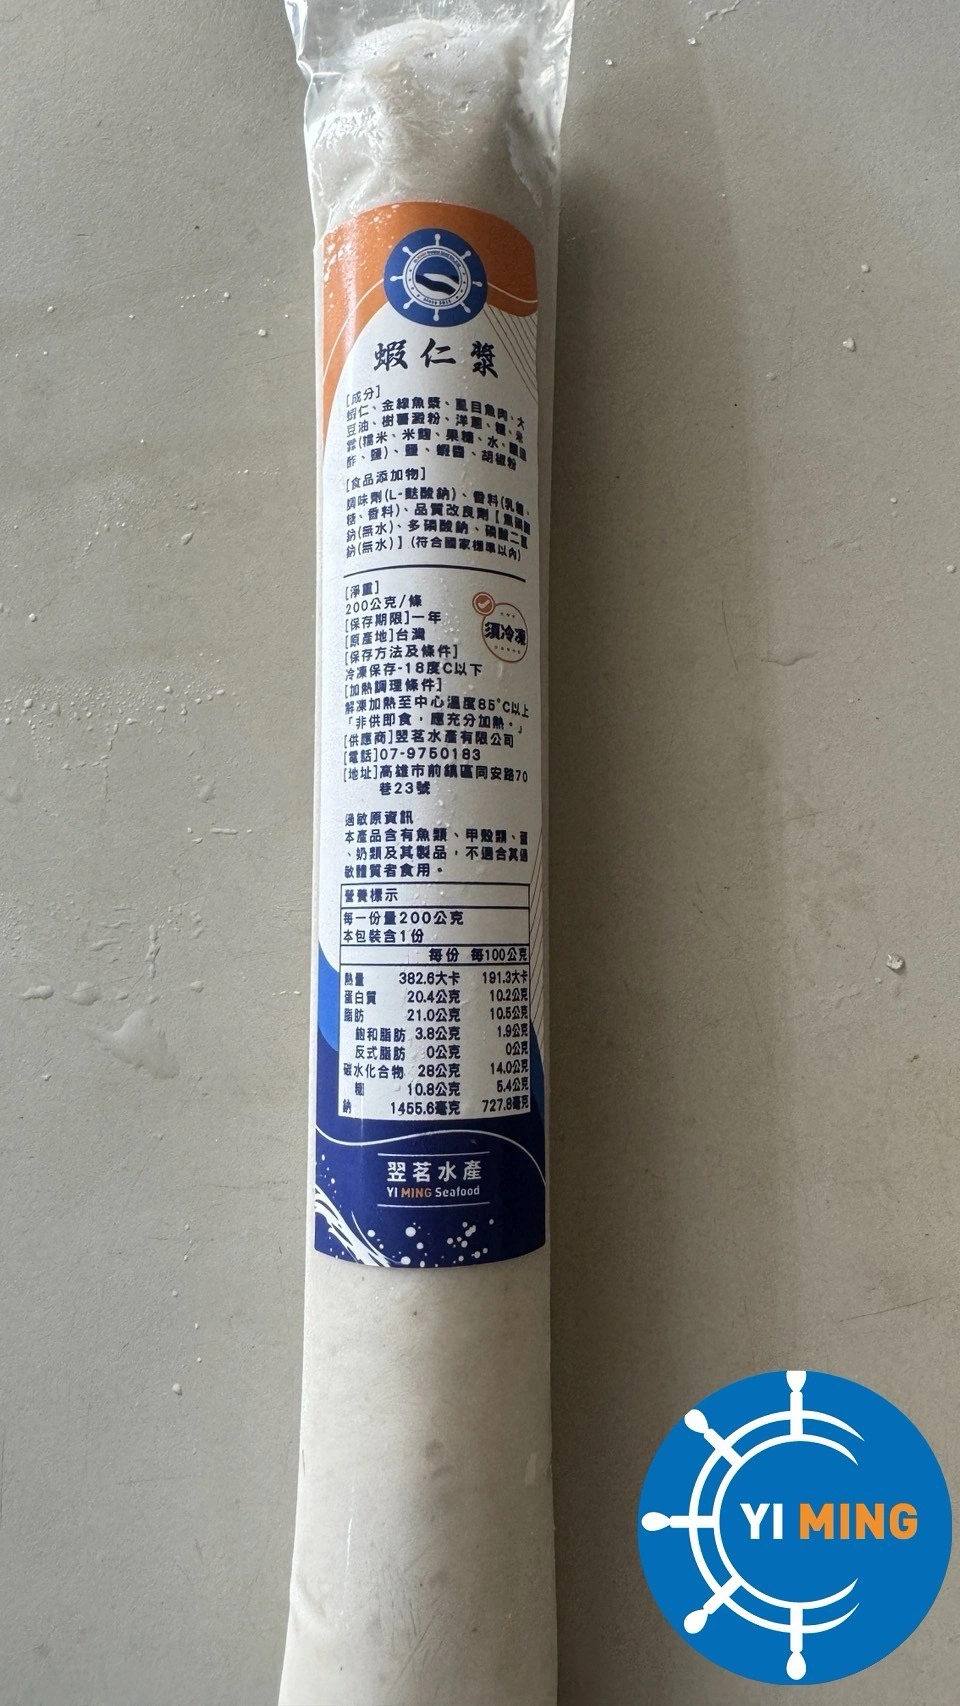 蝦仁漿
[成分]
蝦仁、金線魚漿、虱目魚肉、大
豆油、樹薯澱粉、洋蔥、糖、米
霖(糯米、米麴、果糖、水、釀造
酢、鹽)、鹽、蝦醬、胡椒粉
[食品添加物]
調味劑(L-麩酸鈉)、香料(乳糖、
糖、香料)、品質改良劑[焦磷酸
鈉(無水)、多磷酸鈉、磷酸二氫
鈉(無水)](符合國家標準以內)
[淨重]
200公克/條
[保存期限]一年
[原產地]台灣
須冷凍
[保存方法及條件]
冷凍保存-18度C以下
[加熱調理條件]
解凍加熱至中心溫度85°C以上
「非供即食，應充分加熱。」
[供應商]翌茗水產有限公司
[電話]07-9750183
[地址]高雄市前鎮區同安路70
巷23號
過敏原資訊
本產品含有魚類、甲殼類、蛋
、奶類及其製品，不適合其過
敏體質者食用。
營養標示
每一份量200公克
本包裝含1份
每份 每100公克
熱量 382.6大卡 191.3大卡
蛋白質 20.4公克 10.2公克
脂肪 21.0公克 10.5公克
飽和脂肪 3.8公克 1.9公克
反式脂肪 0公克 0公克
碳水化合物 28公克 14.0公克
糖 10.8公克 5.4公克
鈉 1455.6毫克 727.8毫克
翌茗水產
YI MING Seafood
YI MING